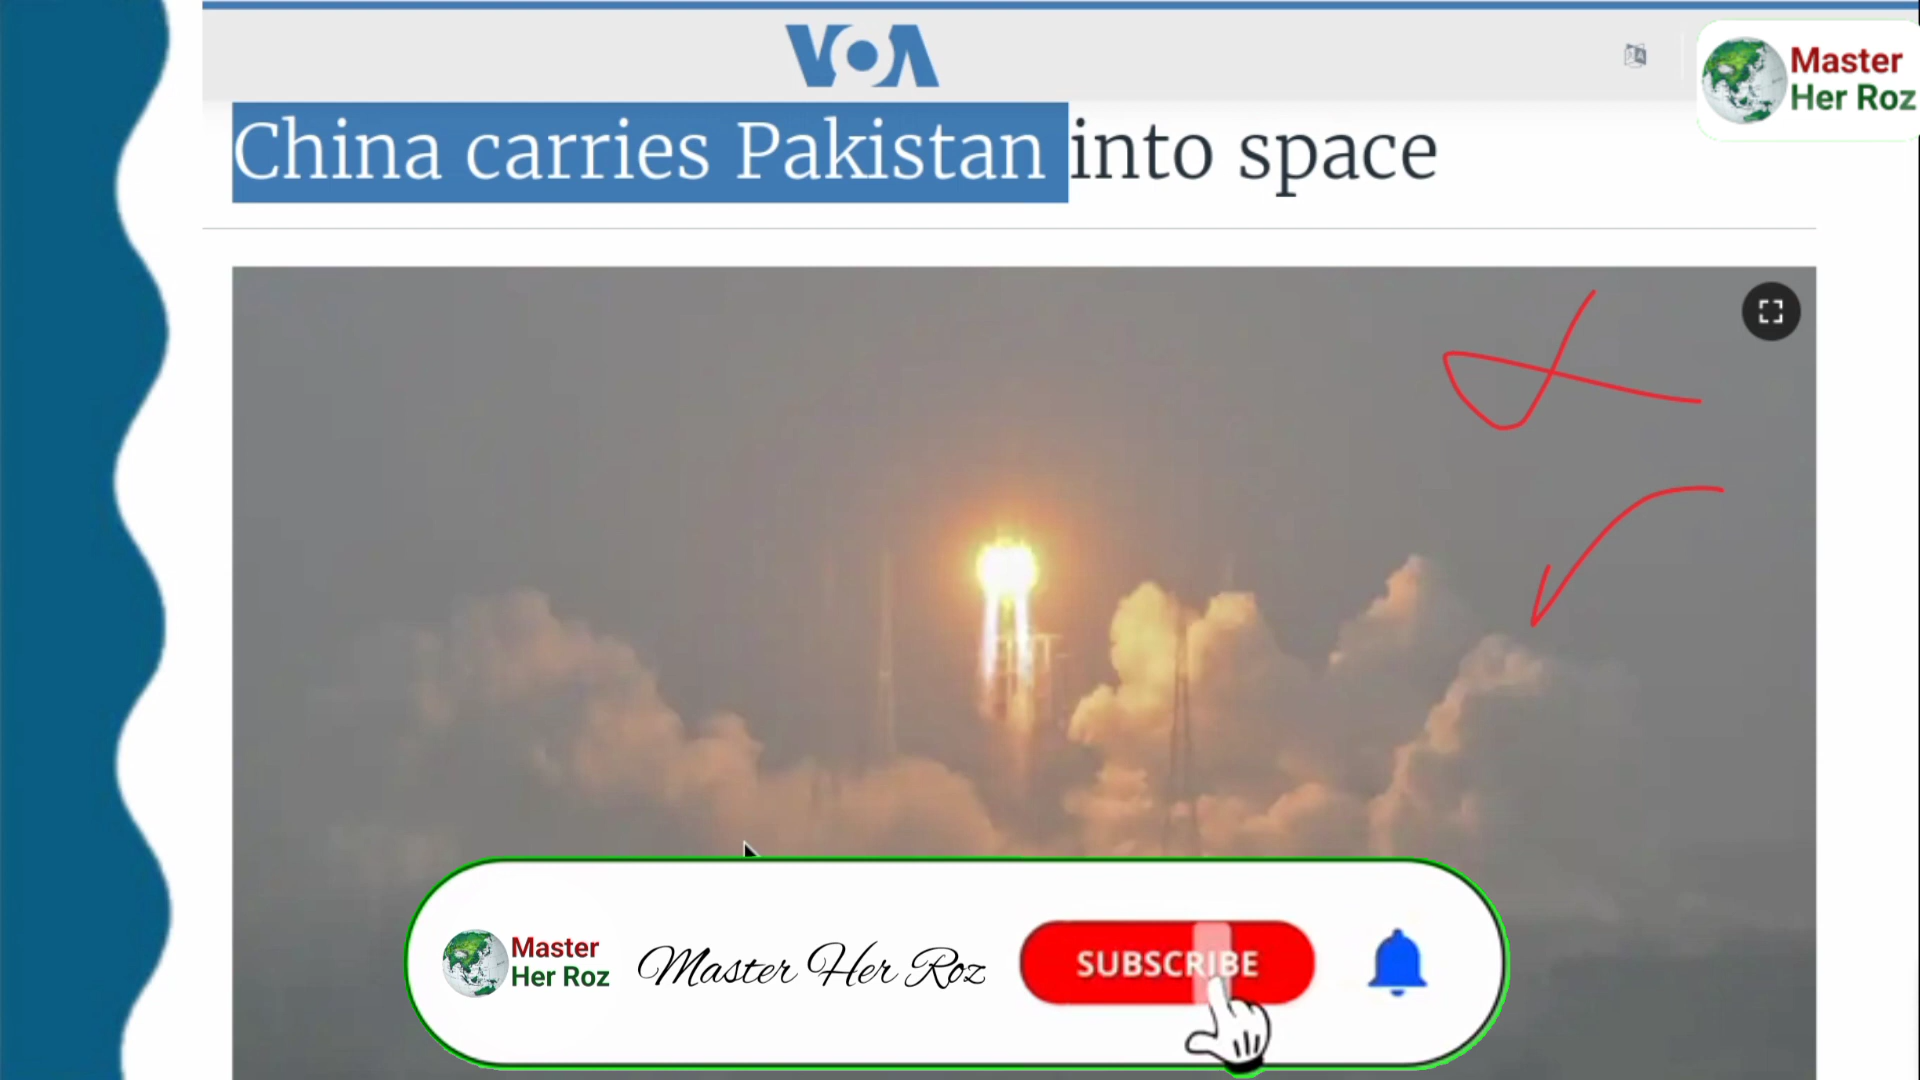 VOA
Master
Her Roz
China carries Pakistan into space
Master
Her Roz
Master Her Roz
SUBSCRIBE